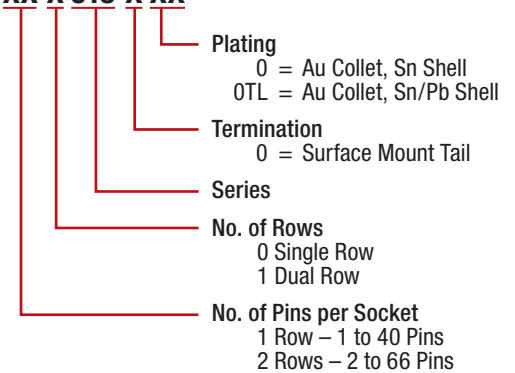 Plating
0 = Au Collet, Sn Shell
0TL = Au Collet, Sn/Pb Shell
Termination
0 = Surface Mount Tail
Series
No. of Rows
0 Single Row
1 Dual Row
No. of Pins per Socket
1 Row – 1 to 40 Pins
2 Rows – 2 to 66 Pins